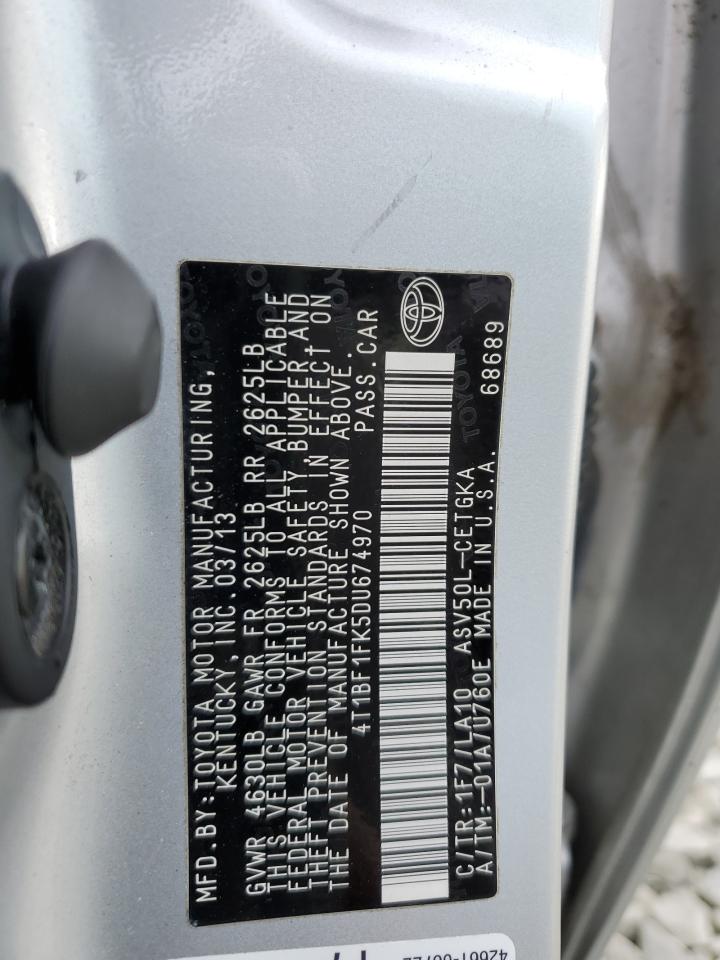 MFD. BY: TOYOTA MOTOR MANUFACTURING,
KENTUCKY, INC. 03/13
GVWR 4630LB GAWR FR 2625LB RR 2625LB
THIS VEHICLE CONFORMS TO ALL APPLICABLE
FEDERAL MOTOR VEHICLE SAFETY, BUMPER AND
THEFT PREVENTION STANDARDS IN EFFECT ON
THE DATE OF MANUFACTURE SHOWN ABOVE.
4T1BF1FK5DU674970 PASS. CAR
C/TR: 1F7/LA10 ASV50L-CETGKA
A/TM:-01A/U760E MADE IN U.S.A. 68689